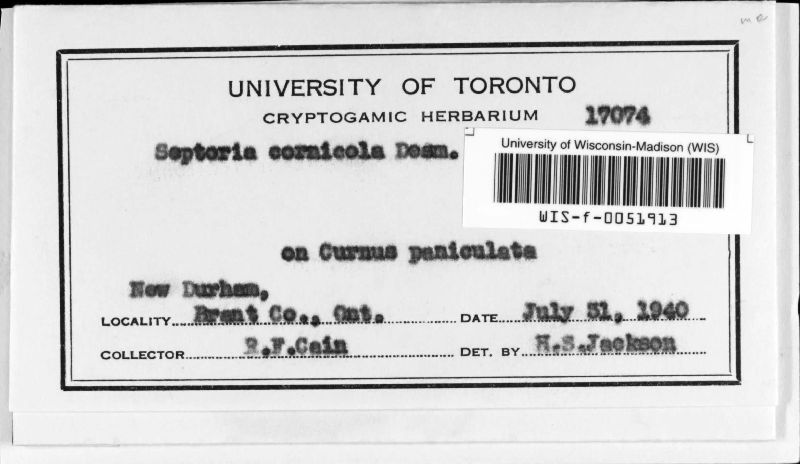 UNIVERSITY OF TORONTO
CRYPTOGAMIC HERBARIUM 17074
Septoria cornicola Desm.
University of Wisconsin-Madison (WIS)
WIS-f-0051913
on Curnus paniculata
New Durham,
LOCALITY Brant Co., Ont. DATE July 31, 1940
COLLECTOR R.F.Cain DET. BY H.S.Jackson